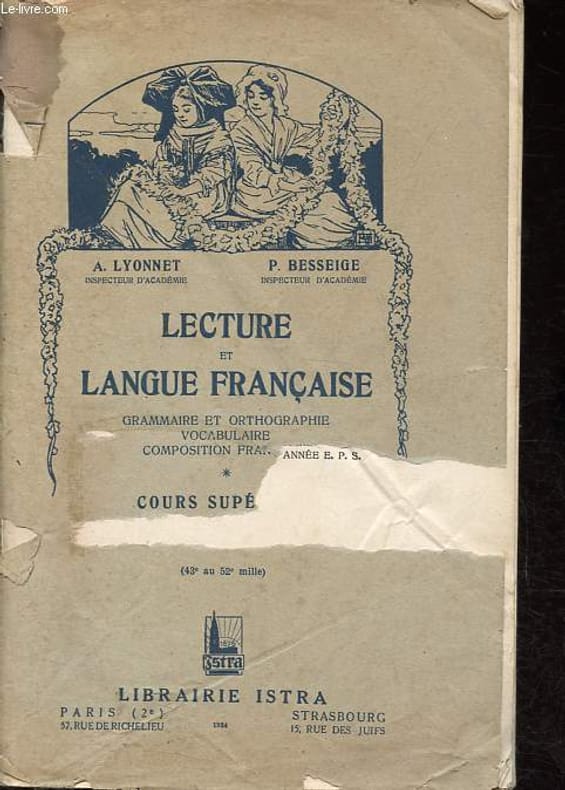 Le-livre.com
A. LYONNET
INSPECTEUR D'ACADÉMIE
P. BESSEIGE
INSPECTEUR D'ACADÉMIE
LECTURE
ET
LANGUE FRANÇAISE
GRAMMAIRE ET ORTHOGRAPHIE
VOCABULAIRE
COMPOSITION FRA
ANNÉE E. P. S.
*
COURS SUPÉ
(43e au 52e mille)
Istra
LIBRAIRIE ISTRA
PARIS (2e)
57, RUE DE RICHELIEU
1934
STRASBOURG
15, RUE DES JUIFS